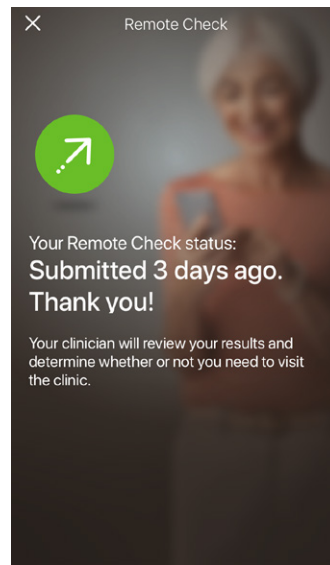 Remote Check
Your Remote Check status:
Submitted 3 days ago.
Thank you!
Your clinician will review your results and
determine whether or not you need to visit
the clinic.